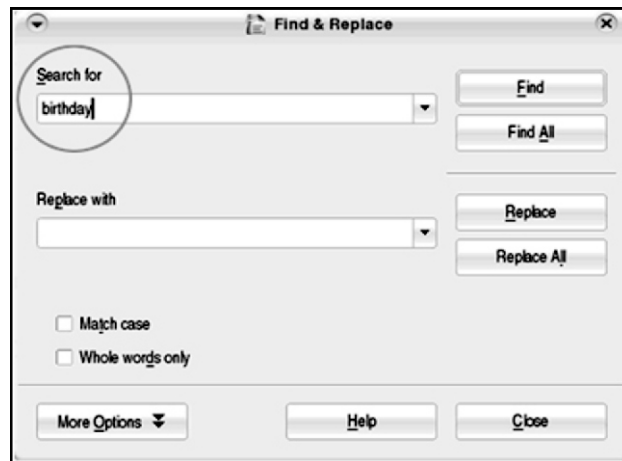 Find & Replace
Search for
birthday
Find
Find All
Replace with
Replace
Replace All
Match case
Whole words only
More Options
Help
Close